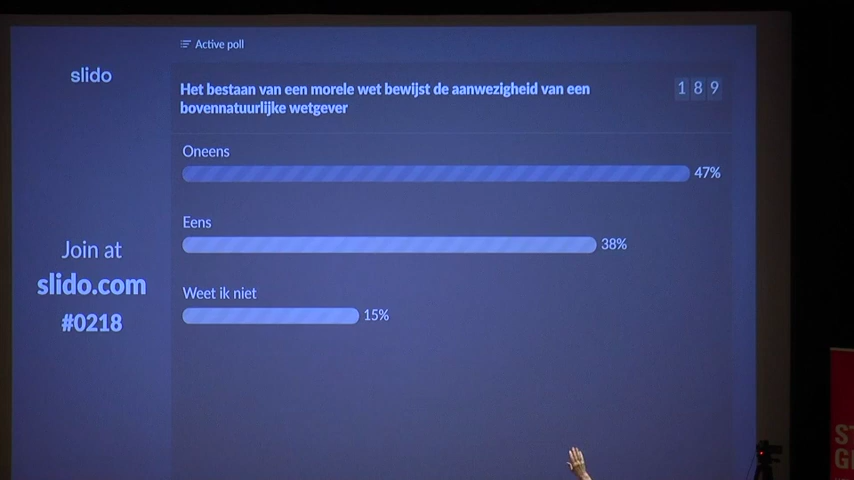 Active poll
slido
Het bestaan van een morele wet bewijst de aanwezigheid van een
bovennatuurlijke wetgever
189
Oneens
47%
Eens
38%
Weet ik niet
15%
Join at
slido.com
#0218
ST
G